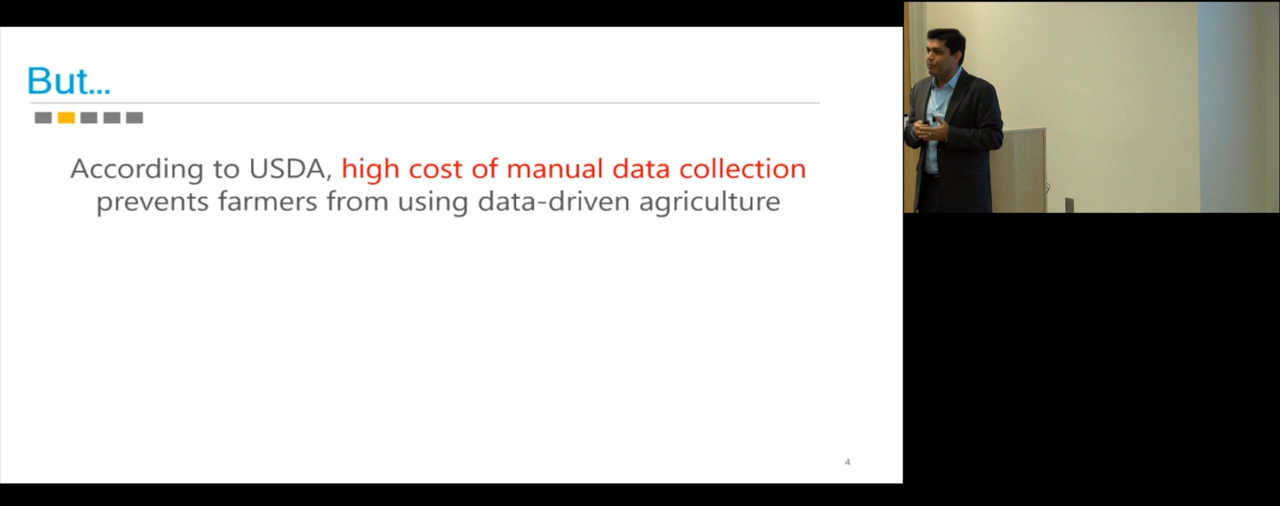 But...
According to USDA, high cost of manual data collection
prevents farmers from using data-driven agriculture
4